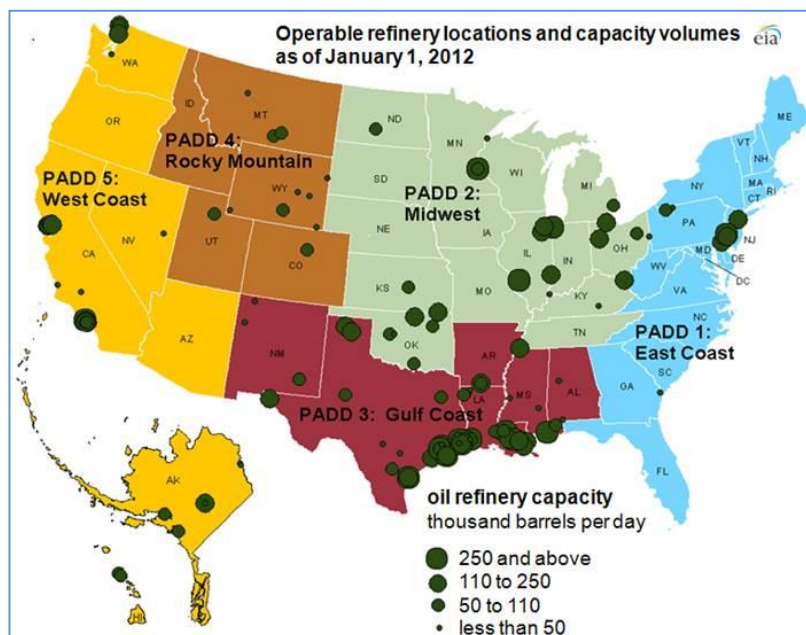 Operable refinery locations and capacity volumes
as of January 1, 2012
eia
WA
OR
CA
NV
AZ
ID
MT
WY
UT
CO
PADD 4:
Rocky Mountain
PADD 5:
West Coast
ND
SD
NE
KS
OK
MN
IA
MO
WI
IL
IN
MI
OH
KY
TN
PADD 2:
Midwest
ME
VT
NH
MA
RI
CT
NY
PA
NJ
DE
MD
DC
WV
VA
NC
SC
GA
FL
PADD 1:
East Coast
NM
AR
LA
MS
AL
PADD 3: Gulf Coast
AK
HI
oil refinery capacity
thousand barrels per day
250 and above
110 to 250
50 to 110
less than 50